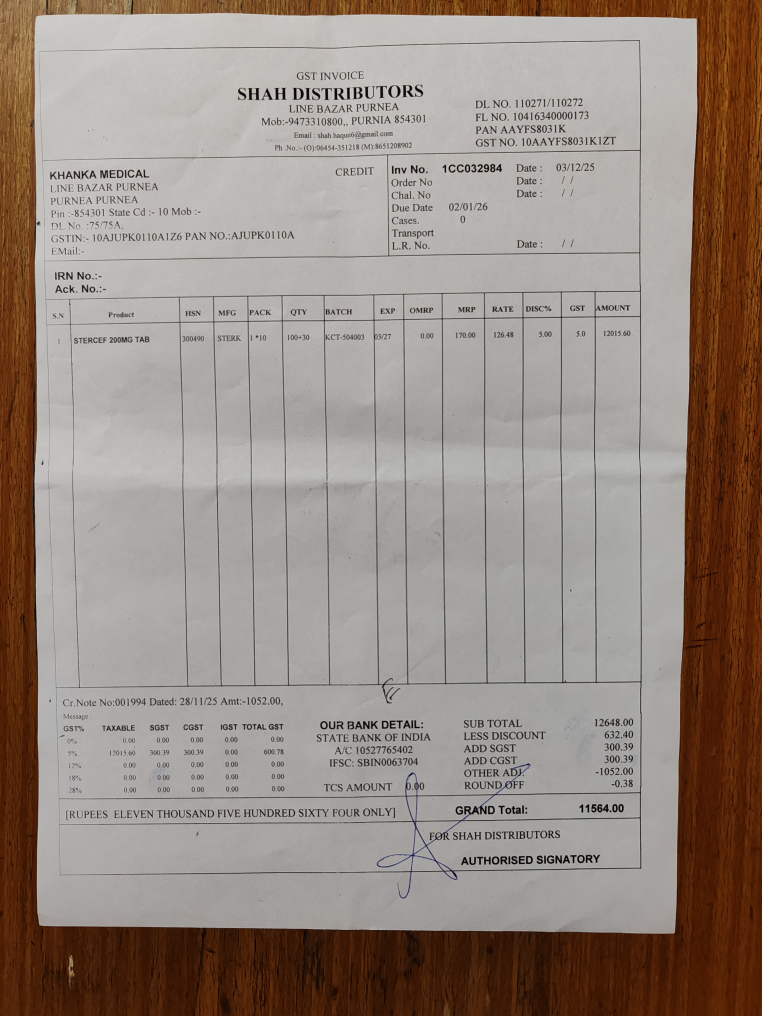 GST INVOICE
SHAH DISTRIBUTORS
LINE BAZAR PURNEA
Mob:-9473310800,, PURNIA 854301
Email : shah.haque6@gmail.com
Ph .No.:- (O):06454-351218 (M):8651208902
DL NO. 110271/110272
FL NO. 10416340000173
PAN AAYFS8031K
GST NO. 10AAYFS8031K1ZT
KHANKA MEDICAL CREDIT
LINE BAZAR PURNEA
PURNEA PURNEA
Pin :-854301 State Cd :- 10 Mob :-
DL No. :75/75A,
GSTIN:- 10AJUPK0110A1Z6 PAN NO.:AJUPK0110A
EMail:-
Inv No. 1CC032984 Date : 03/12/25
Order No Date : / /
Chal. No Date : / /
Due Date 02/01/26
Cases. 0
Transport
L.R. No. Date : / /
IRN No.:-
Ack. No.:-
S.N Product HSN MFG PACK QTY BATCH EXP OMRP MRP RATE DISC% GST AMOUNT
1 STERCEF 200MG TAB 300490 STERK 1 *10 100+30 KCT-504003 03/27 0.00 170.00 126.48 5.00 5.0 12015.60
Cr.Note No:001994 Dated: 28/11/25 Amt:-1052.00,
Message
GST% TAXABLE SGST CGST IGST TOTAL GST
0% 0.00 0.00 0.00 0.00 0.00
5% 12015.60 300.39 300.39 0.00 600.78
12% 0.00 0.00 0.00 0.00 0.00
18% 0.00 0.00 0.00 0.00 0.00
28% 0.00 0.00 0.00 0.00 0.00
OUR BANK DETAIL:
STATE BANK OF INDIA
A/C 10527765402
IFSC: SBIN0063704
TCS AMOUNT 0.00
SUB TOTAL 12648.00
LESS DISCOUNT 632.40
ADD SGST 300.39
ADD CGST 300.39
OTHER ADJ. -1052.00
ROUND OFF -0.38
[RUPEES ELEVEN THOUSAND FIVE HUNDRED SIXTY FOUR ONLY] GRAND Total: 11564.00
FOR SHAH DISTRIBUTORS
AUTHORISED SIGNATORY